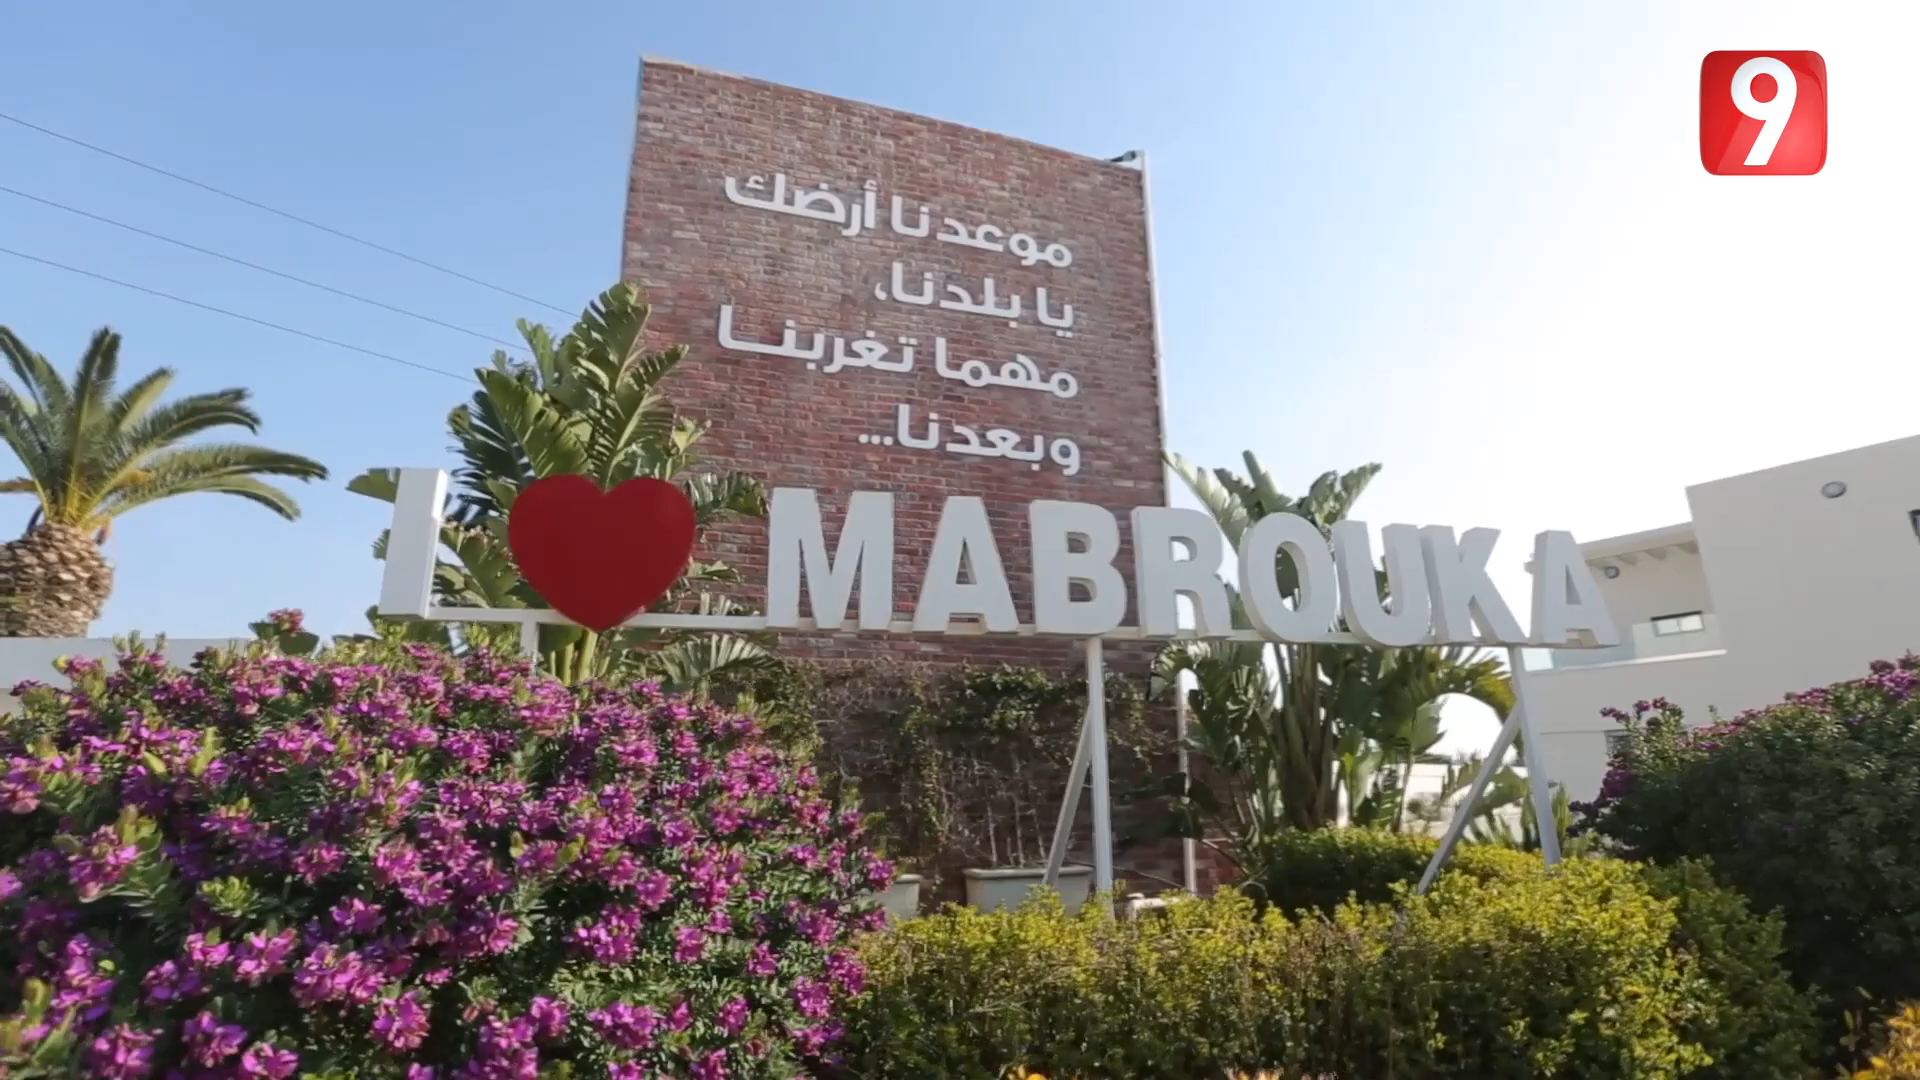 9
موعدنا أرضك
يا بلدنا،
مهما تغربنا
وبعدنا...
I ❤ MABROUKA